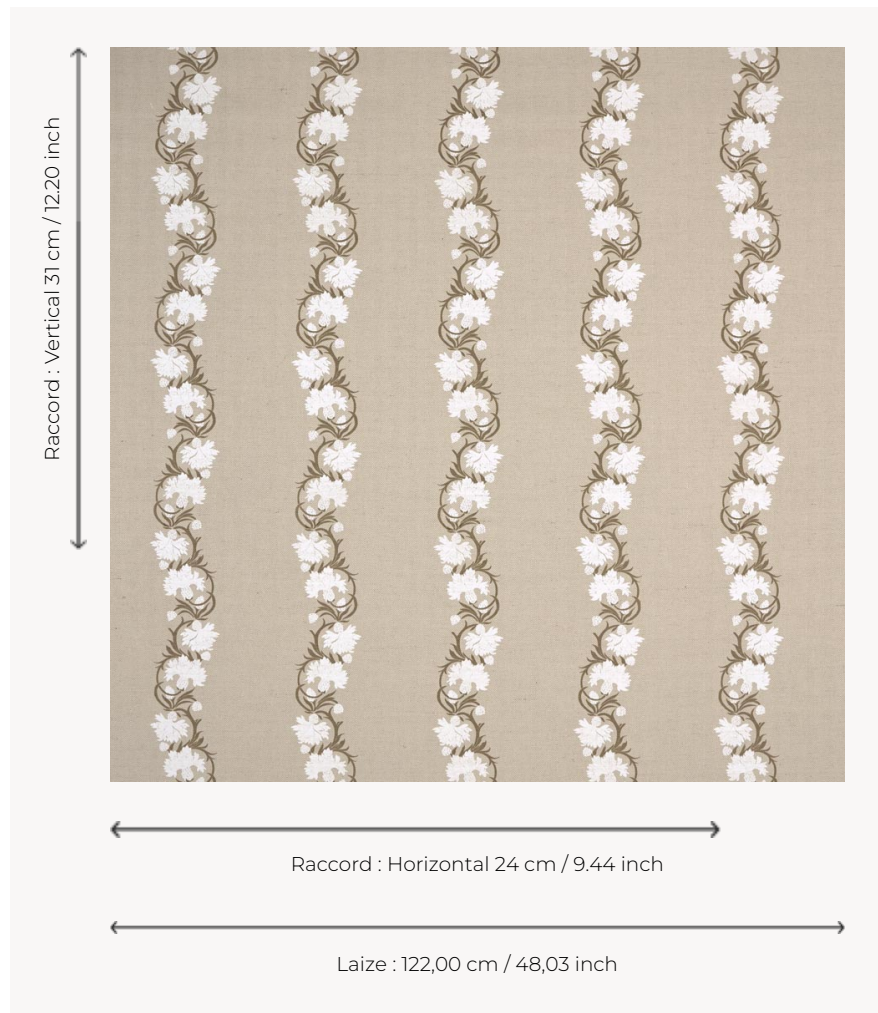 Raccord : Vertical 31 cm / 12.20 inch
Raccord : Horizontal 24 cm / 9.44 inch
Laize : 122,00 cm / 48,03 inch